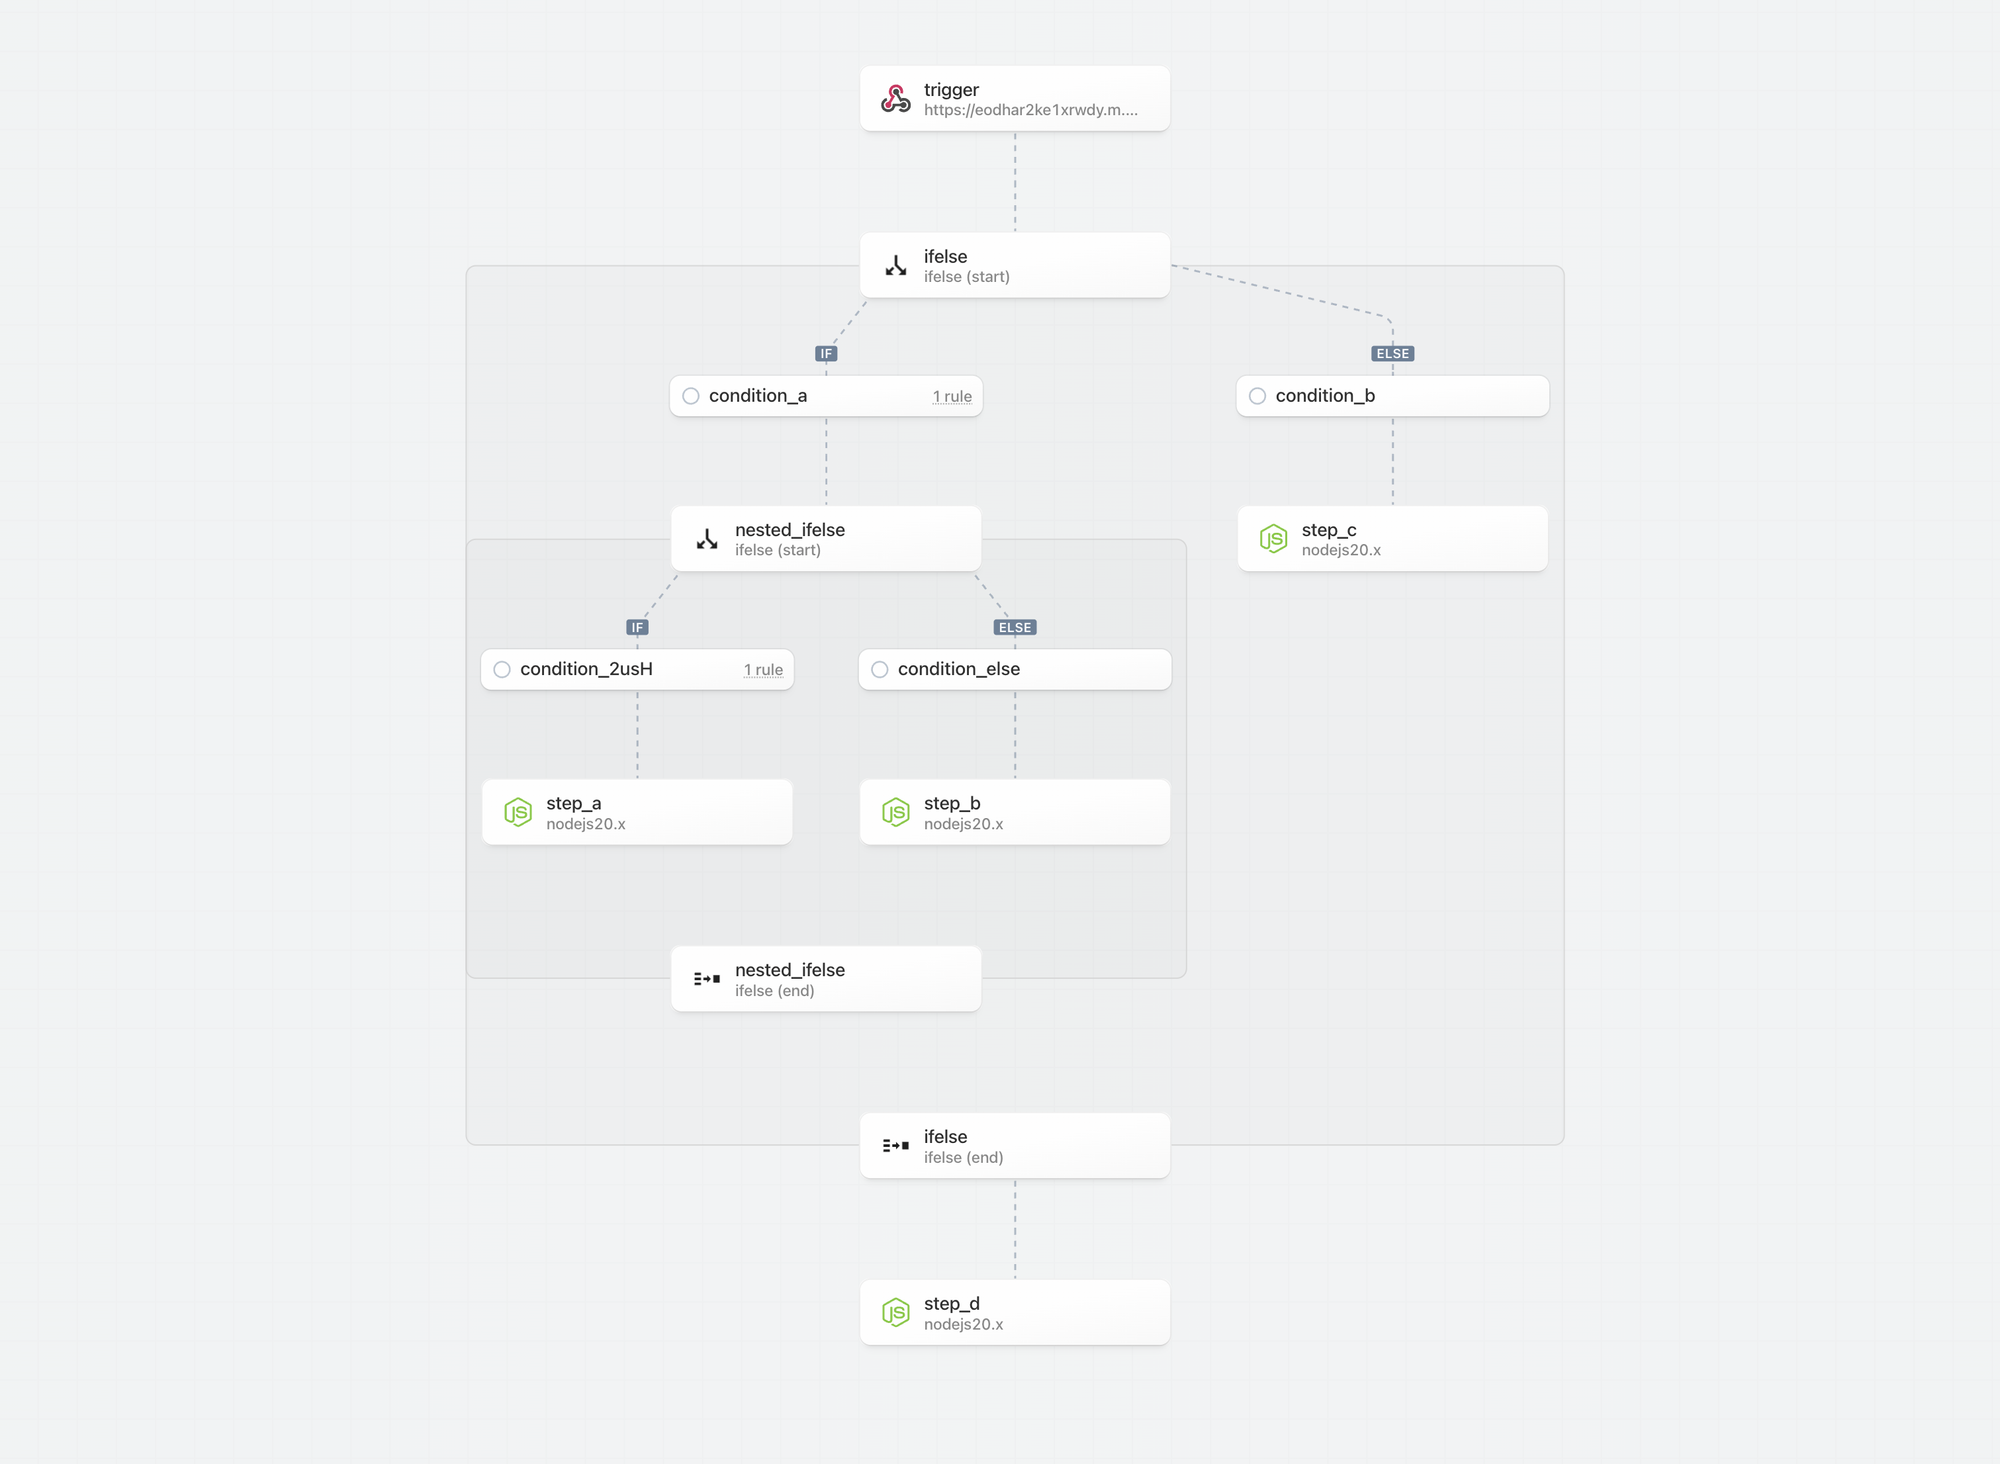 trigger
https://eodhar2ke1xrwdy.m....
ifelse
ifelse (start)
IF
ELSE
condition_a
1 rule
condition_b
nested_ifelse
ifelse (start)
step_c
nodejs20.x
IF
ELSE
condition_2usH
1 rule
condition_else
step_a
nodejs20.x
step_b
nodejs20.x
nested_ifelse
ifelse (end)
ifelse
ifelse (end)
step_d
nodejs20.x